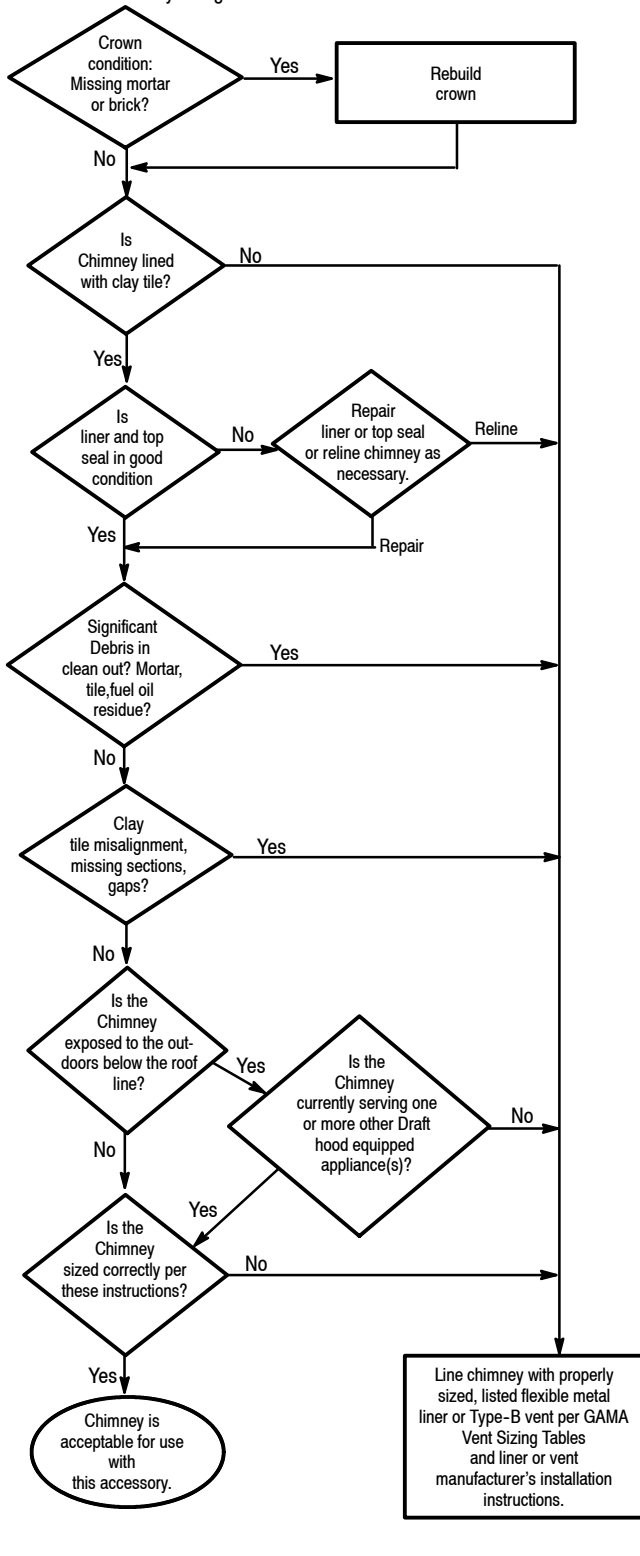 Crown
condition:
Missing mortar
or brick?
Yes
Rebuild
crown
No
Is
Chimney lined
with clay tile?
No
Yes
Is
liner and top
seal in good
condition
No
Repair
liner or top seal
or reline chimney as
necessary.
Reline
Yes
Repair
Significant
Debris in
clean out? Mortar,
tile,fuel oil
residue?
Yes
No
Clay
tile misalignment,
missing sections,
gaps?
Yes
No
Is the
Chimney
exposed to the out-
doors below the roof
line?
Yes
Is the
Chimney
currently serving one
or more other Draft
hood equipped
appliance(s)?
No
No
Yes
Is the
Chimney
sized correctly per
these instructions?
No
Yes
Chimney is
acceptable for use
with
this accessory.
Line chimney with properly
sized, listed flexible metal
liner or Type-B vent per GAMA
Vent Sizing Tables
and liner or vent
manufacturer's installation
instructions.